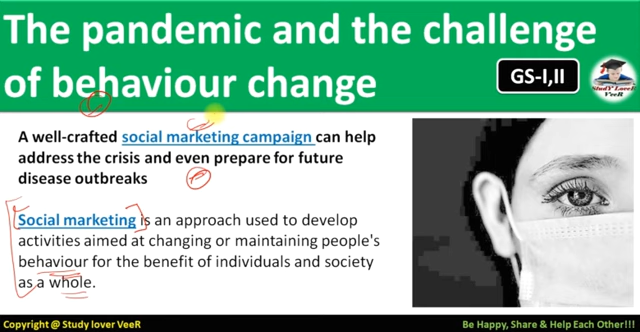 The pandemic and the challenge
of behaviour change
GS-I,II
StudY LoveR
VeeR
A well-crafted social marketing campaign can help
address the crisis and even prepare for future
disease outbreaks
Social marketing is an approach used to develop
activities aimed at changing or maintaining people's
behaviour for the benefit of individuals and society
as a whole.
Copyright @ Study lover VeeR
Be Happy, Share & Help Each Other!!!